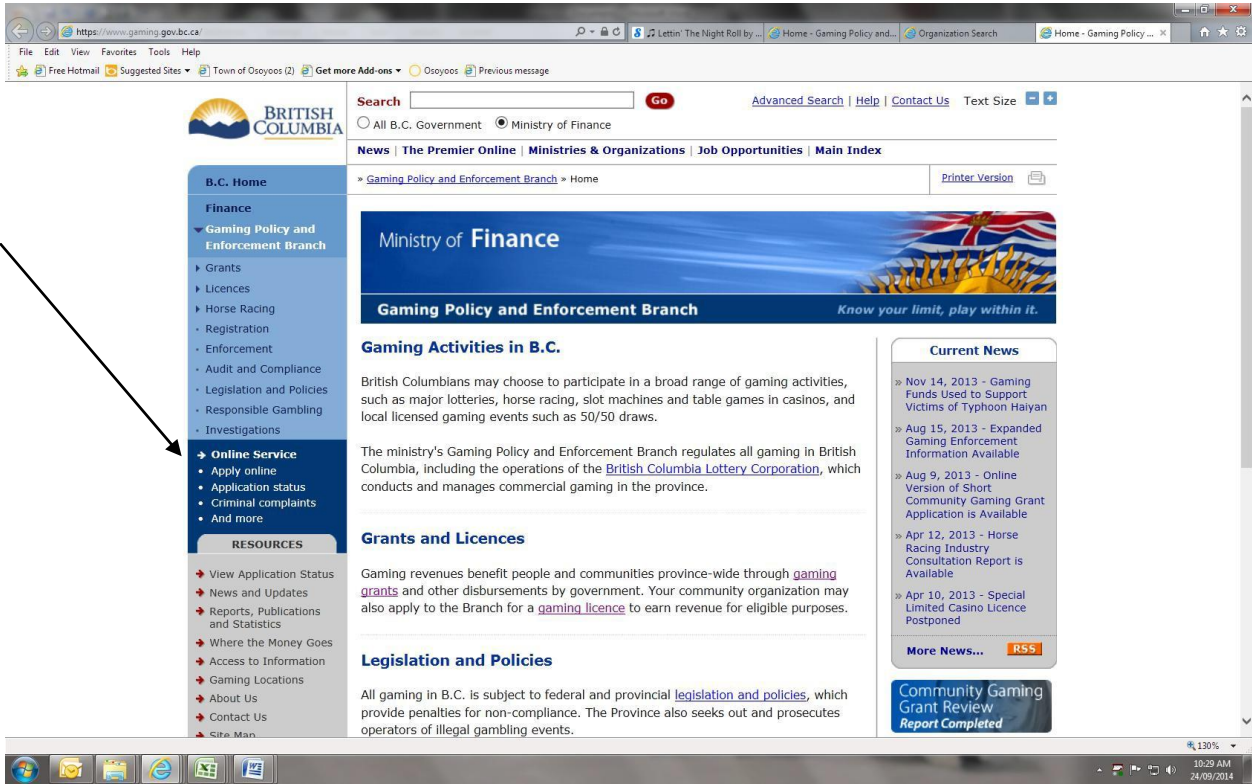 https://www.gaming.gov.bc.ca/
Lettin' The Night Roll by ...
Home - Gaming Policy and...
Organization Search
Home - Gaming Policy ...
File Edit View Favorites Tools Help
Free Hotmail Suggested Sites Town of Osoyoos (2) Get more Add-ons Osoyoos Previous message
BRITISH
COLUMBIA
Search Go Advanced Search | Help | Contact Us Text Size - +
All B.C. Government Ministry of Finance
News | The Premier Online | Ministries & Organizations | Job Opportunities | Main Index
» Gaming Policy and Enforcement Branch » Home
Printer Version
B.C. Home
Finance
Gaming Policy and
Enforcement Branch
Grants
Licences
Horse Racing
Registration
Enforcement
Audit and Compliance
Legislation and Policies
Responsible Gambling
Investigations
Online Service
• Apply online
• Application status
• Criminal complaints
• And more
RESOURCES
View Application Status
News and Updates
Reports, Publications
and Statistics
Where the Money Goes
Access to Information
Gaming Locations
About Us
Contact Us
Site Map
Ministry of Finance
Gaming Policy and Enforcement Branch
Know your limit, play within it.
Gaming Activities in B.C.
British Columbians may choose to participate in a broad range of gaming activities,
such as major lotteries, horse racing, slot machines and table games in casinos, and
local licensed gaming events such as 50/50 draws.
The ministry's Gaming Policy and Enforcement Branch regulates all gaming in British
Columbia, including the operations of the British Columbia Lottery Corporation, which
conducts and manages commercial gaming in the province.
Grants and Licences
Gaming revenues benefit people and communities province-wide through gaming
grants and other disbursements by government. Your community organization may
also apply to the Branch for a gaming licence to earn revenue for eligible purposes.
Legislation and Policies
All gaming in B.C. is subject to federal and provincial legislation and policies, which
provide penalties for non-compliance. The Province also seeks out and prosecutes
operators of illegal gambling events.
Current News
» Nov 14, 2013 - Gaming
Funds Used to Support
Victims of Typhoon Haiyan
» Aug 15, 2013 - Expanded
Gaming Enforcement
Information Available
» Aug 9, 2013 - Online
Version of Short
Community Gaming Grant
Application is Available
» Apr 12, 2013 - Horse
Racing Industry
Consultation Report is
Available
» Apr 10, 2013 - Special
Limited Casino Licence
Postponed
More News... RSS
Community Gaming
Grant Review
Report Completed
130%
10:29 AM
24/09/2014